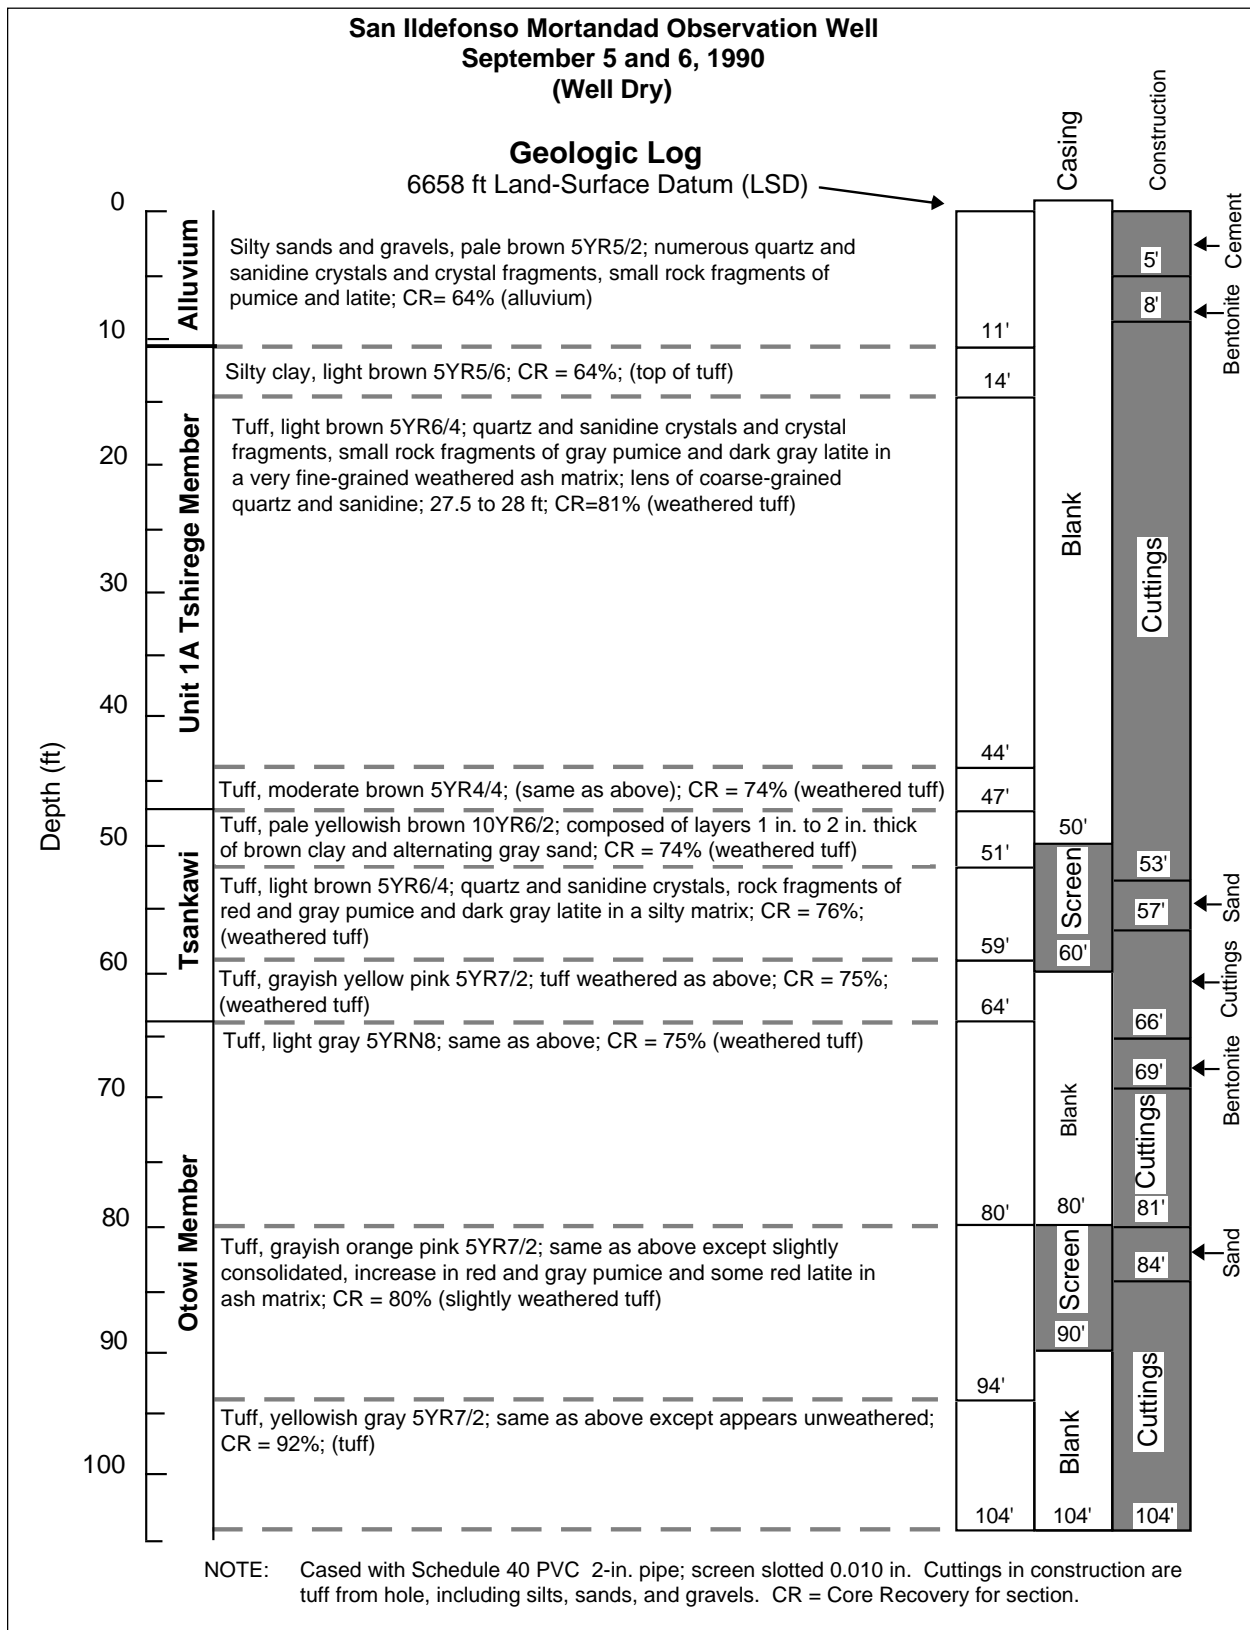 San Ildefonso Mortandad Observation Well
September 5 and 6, 1990
(Well Dry)
Geologic Log
6658 ft Land-Surface Datum (LSD)
Casing
Construction
Depth (ft)
0
10
20
30
40
50
60
70
80
90
100
Alluvium
Unit 1A Tshirege Member
Tsankawi
Otowi Member
Silty sands and gravels, pale brown 5YR5/2; numerous quartz and
sanidine crystals and crystal fragments, small rock fragments of
pumice and latite; CR= 64% (alluvium)
Silty clay, light brown 5YR5/6; CR = 64%; (top of tuff)
Tuff, light brown 5YR6/4; quartz and sanidine crystals and crystal
fragments, small rock fragments of gray pumice and dark gray latite in
a very fine-grained weathered ash matrix; lens of coarse-grained
quartz and sanidine; 27.5 to 28 ft; CR=81% (weathered tuff)
Tuff, moderate brown 5YR4/4; (same as above); CR = 74% (weathered tuff)
Tuff, pale yellowish brown 10YR6/2; composed of layers 1 in. to 2 in. thick
of brown clay and alternating gray sand; CR = 74% (weathered tuff)
Tuff, light brown 5YR6/4; quartz and sanidine crystals, rock fragments of
red and gray pumice and dark gray latite in a silty matrix; CR = 76%;
(weathered tuff)
Tuff, grayish yellow pink 5YR7/2; tuff weathered as above; CR = 75%;
(weathered tuff)
Tuff, light gray 5YRN8; same as above; CR = 75% (weathered tuff)
Tuff, grayish orange pink 5YR7/2; same as above except slightly
consolidated, increase in red and gray pumice and some red latite in
ash matrix; CR = 80% (slightly weathered tuff)
Tuff, yellowish gray 5YR7/2; same as above except appears unweathered;
CR = 92%; (tuff)
11'
14'
44'
47'
51'
59'
64'
80'
94'
104'
Blank
50'
Screen
60'
Blank
80'
Screen
90'
Blank
104'
5'
8'
Cuttings
53'
57'
66'
69'
Cuttings
81'
84'
Cuttings
104'
Cement
Bentonite
Sand
Cuttings
Bentonite
Sand
NOTE: Cased with Schedule 40 PVC 2-in. pipe; screen slotted 0.010 in. Cuttings in construction are
tuff from hole, including silts, sands, and gravels. CR = Core Recovery for section.